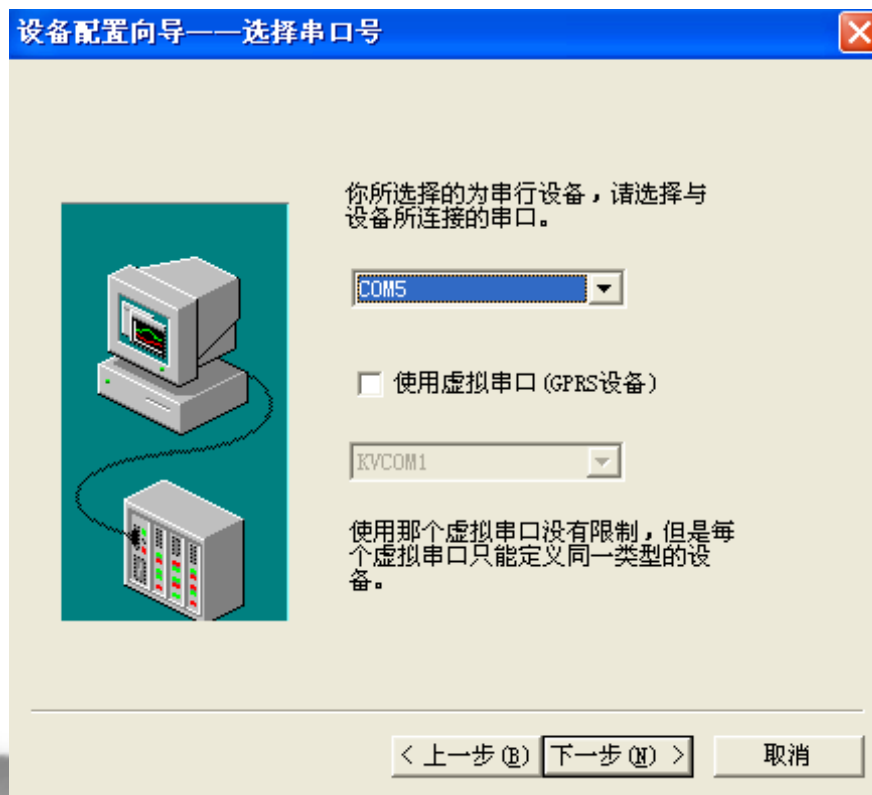 设备配置向导——选择串口号
你所选择的为串行设备，请选择与
设备所连接的串口。
COM5
使用虚拟串口(GPRS设备)
KVCOM1
使用那个虚拟串口没有限制，但是每
个虚拟串口只能定义同一类型的设
备。
< 上一步(B) 下一步(N) > 取消